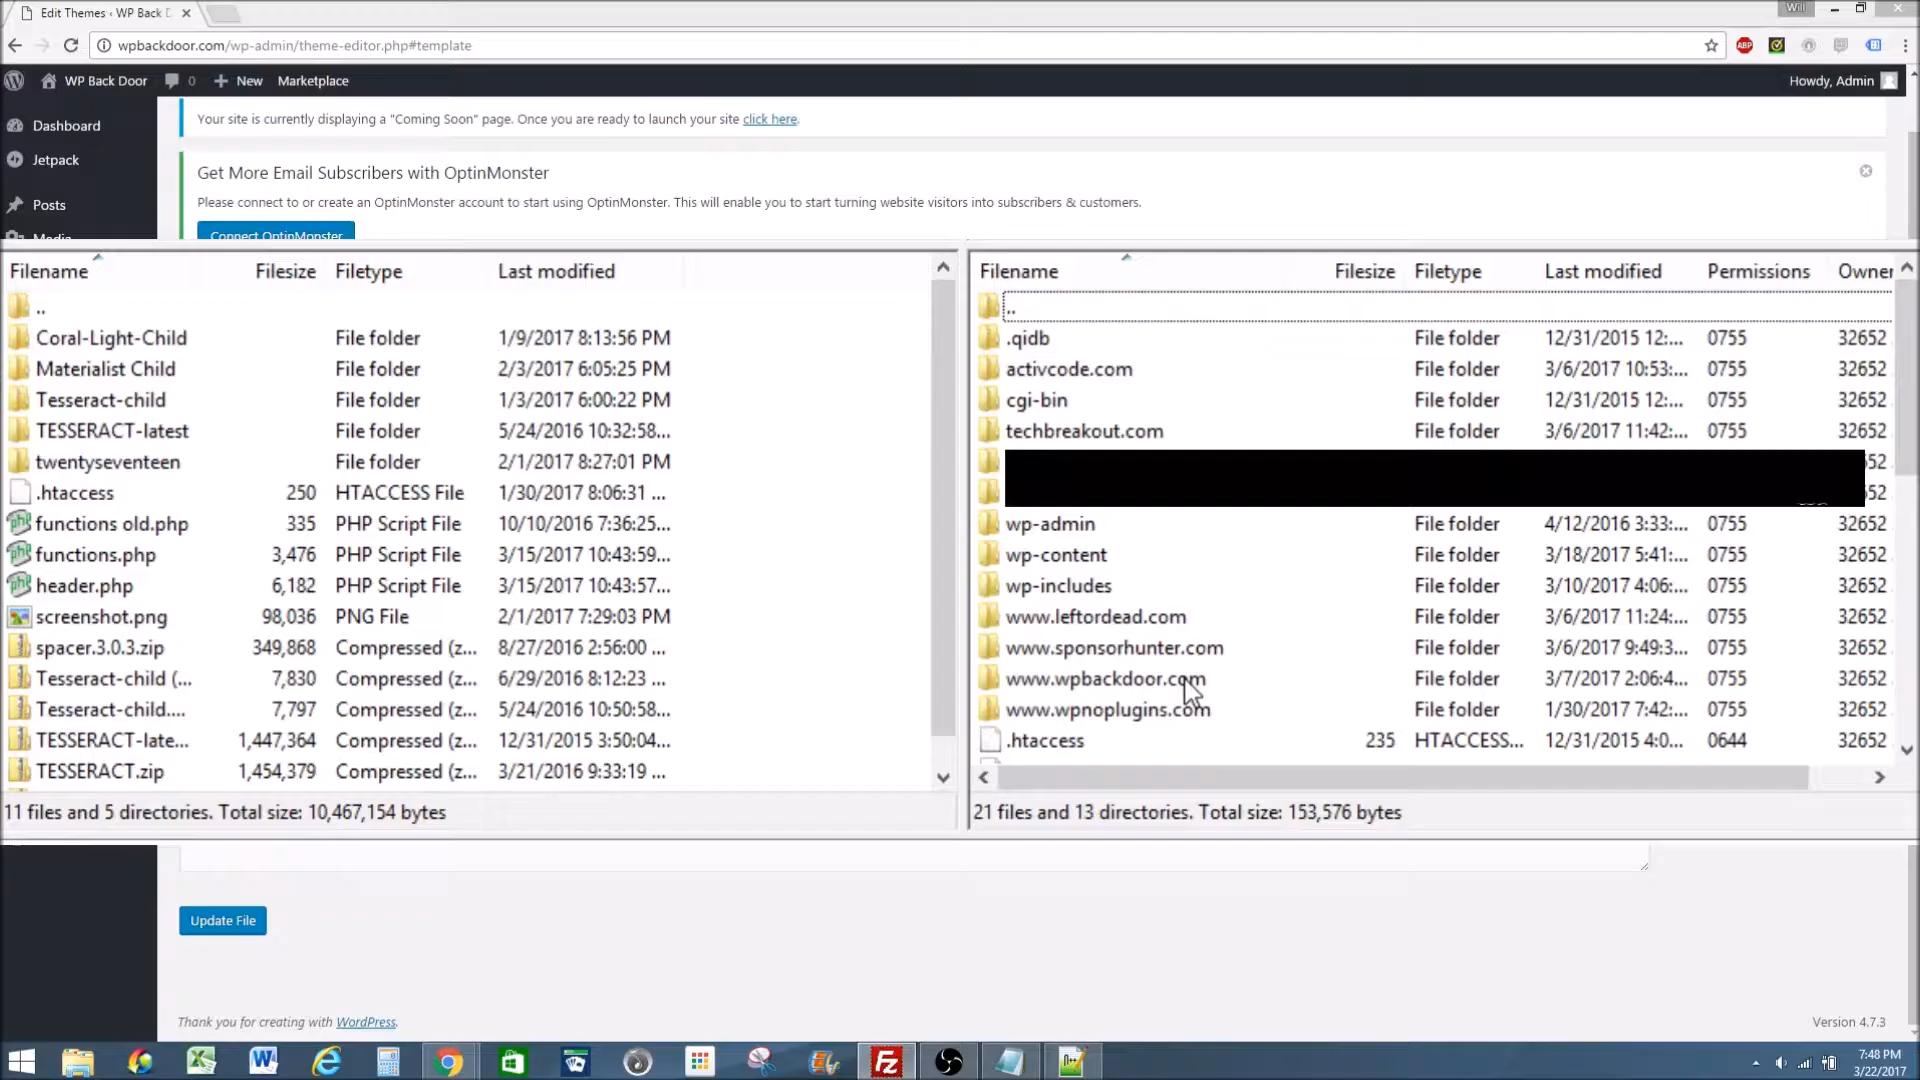 Edit Themes ‹ WP Back D
Will
wpbackdoor.com/wp-admin/theme-editor.php#template
ABP
WP Back Door 0 New Marketplace
Howdy, Admin
Dashboard
Jetpack
Posts
Media
Your site is currently displaying a "Coming Soon" page. Once you are ready to launch your site click here.
Get More Email Subscribers with OptinMonster
Please connect to or create an OptinMonster account to start using OptinMonster. This will enable you to start turning website visitors into subscribers & customers.
Connect OptinMonster
Filename Filesize Filetype Last modified
..
Coral-Light-Child File folder 1/9/2017 8:13:56 PM
Materialist Child File folder 2/3/2017 6:05:25 PM
Tesseract-child File folder 1/3/2017 6:00:22 PM
TESSERACT-latest File folder 5/24/2016 10:32:58...
twentyseventeen File folder 2/1/2017 8:27:01 PM
.htaccess 250 HTACCESS File 1/30/2017 8:06:31 ...
functions old.php 335 PHP Script File 10/10/2016 7:36:25...
functions.php 3,476 PHP Script File 3/15/2017 10:43:59...
header.php 6,182 PHP Script File 3/15/2017 10:43:57...
screenshot.png 98,036 PNG File 2/1/2017 7:29:03 PM
spacer.3.0.3.zip 349,868 Compressed (z... 8/27/2016 2:56:00 ...
Tesseract-child (... 7,830 Compressed (z... 6/29/2016 8:12:23 ...
Tesseract-child.... 7,797 Compressed (z... 5/24/2016 10:50:58...
TESSERACT-late... 1,447,364 Compressed (z... 12/31/2015 3:50:04...
TESSERACT.zip 1,454,379 Compressed (z... 3/21/2016 9:33:19 ...
11 files and 5 directories. Total size: 10,467,154 bytes
Filename Filesize Filetype Last modified Permissions Owner
..
.qidb File folder 12/31/2015 12:... 0755 32652
activcode.com File folder 3/6/2017 10:53:... 0755 32652
cgi-bin File folder 12/31/2015 12:... 0755 32652
techbreakout.com File folder 3/6/2017 11:42:... 0755 32652
52
52
wp-admin File folder 4/12/2016 3:33:... 0755 32652
wp-content File folder 3/18/2017 5:41:... 0755 32652
wp-includes File folder 3/10/2017 4:06:... 0755 32652
www.leftordead.com File folder 3/6/2017 11:24:... 0755 32652
www.sponsorhunter.com File folder 3/6/2017 9:49:3... 0755 32652
www.wpbackdoor.com File folder 3/7/2017 2:06:4... 0755 32652
www.wpnoplugins.com File folder 1/30/2017 7:42:... 0755 32652
.htaccess 235 HTACCESS... 12/31/2015 4:0... 0644 32652
21 files and 13 directories. Total size: 153,576 bytes
Update File
Thank you for creating with WordPress.
Version 4.7.3
7:48 PM
3/22/2017